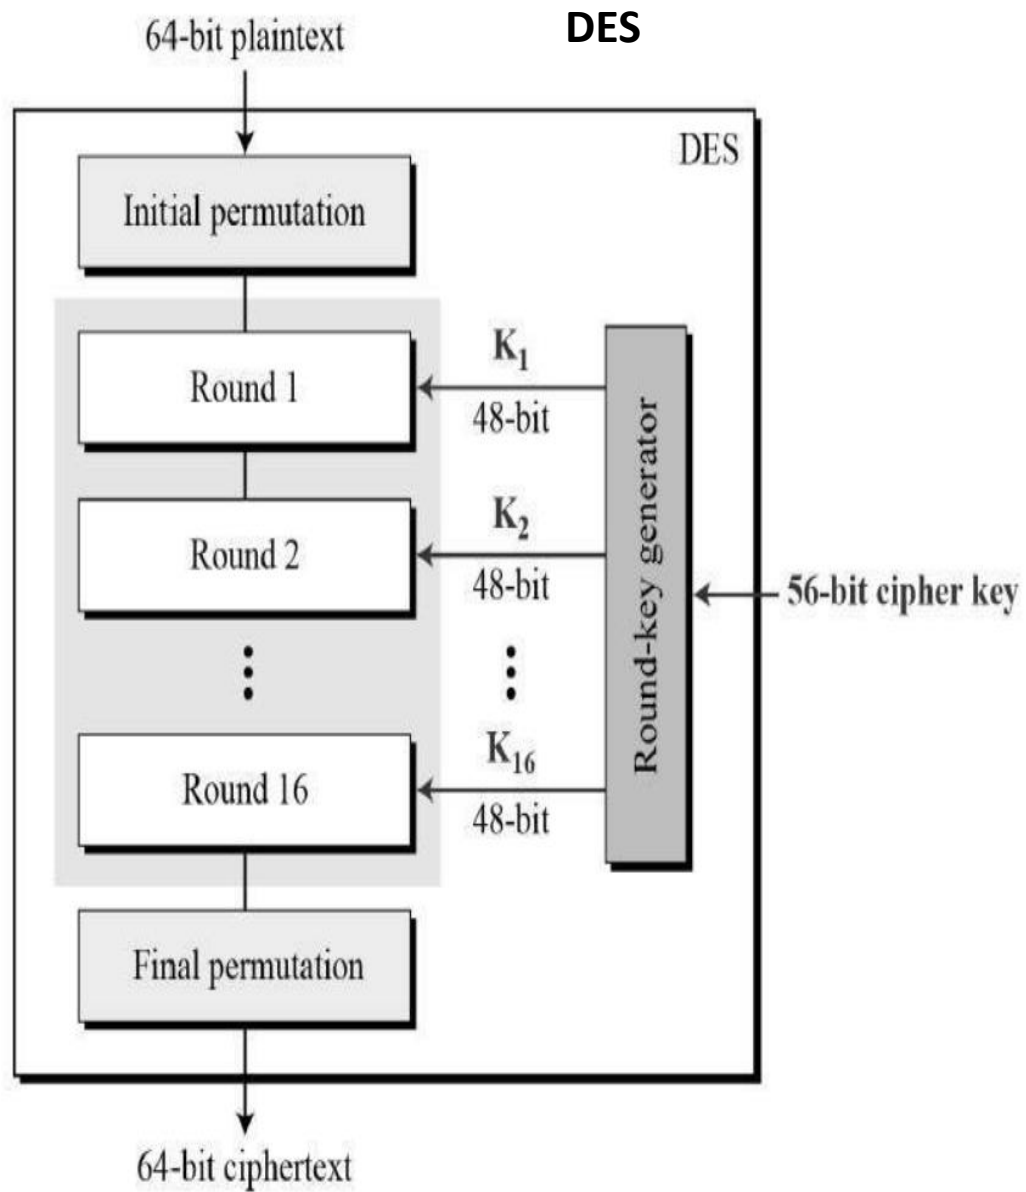 DES
64-bit plaintext
DES
Initial permutation
Round 1
K₁
48-bit
Round 2
K₂
48-bit
Round-key generator
56-bit cipher key
Round 16
K₁₆
48-bit
Final permutation
64-bit ciphertext